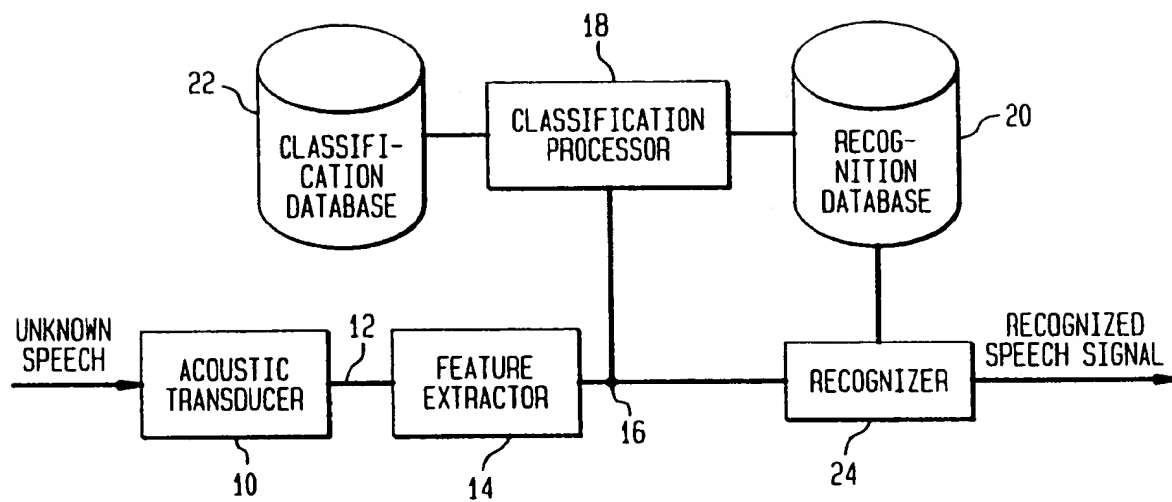 18
22
CLASSIFICATION
PROCESSOR
20
CLASSIFI-
CATION
DATABASE
RECOG-
NITION
DATABASE
UNKNOWN
SPEECH
12
ACOUSTIC
TRANSDUCER
FEATURE
EXTRACTOR
RECOGNIZER
RECOGNIZED
SPEECH SIGNAL
10
14
16
24